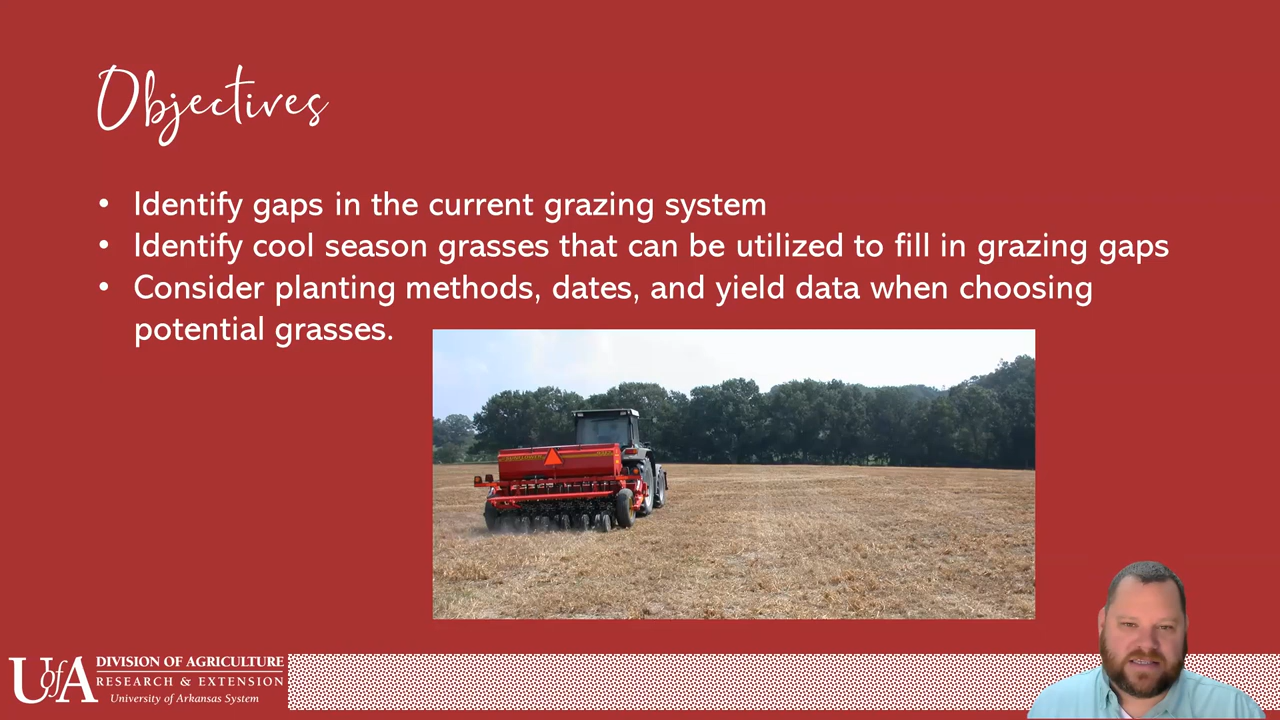 Objectives
• Identify gaps in the current grazing system
• Identify cool season grasses that can be utilized to fill in grazing gaps
• Consider planting methods, dates, and yield data when choosing
potential grasses.
UofA DIVISION OF AGRICULTURE
RESEARCH & EXTENSION
University of Arkansas System